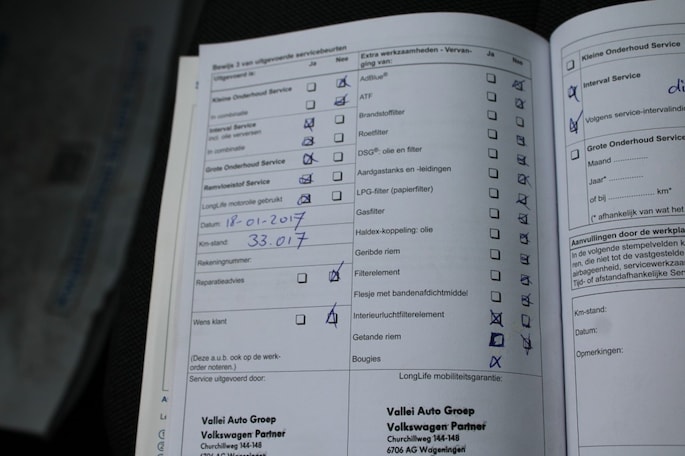 Bewijs 3 van uitgevoerde servicebeurten
Uitgevoerd is: Ja Nee
Kleine Onderhoud Service
In combinatie
Interval Service
incl. olie verversen
In combinatie
Grote Onderhoud Service
Remvloeistof Service
LongLife motorolie gebruikt
Datum: 18-01-2017
Km-stand: 33.017
Rekeningnummer:
Reparatieadvies
Wens klant
(Deze a.u.b. ook op de werk-
order noteren.)
Service uitgevoerd door:
Vallei Auto Groep
Volkswagen Partner
Churchillweg 144-148
6706 AG Wageningen
Extra werkzaamheden - Vervan-
ging van: Ja Nee
AdBlue®
ATF
Brandstoffilter
Roetfilter
DSG®: olie en filter
Aardgastanks en -leidingen
LPG-filter (papierfilter)
Gasfilter
Haldex-koppeling: olie
Geribde riem
Filterelement
Flesje met bandenafdichtmiddel
Interieurluchtfilterelement
Getande riem
Bougies
LongLife mobiliteitsgarantie:
Vallei Auto Groep
Volkswagen Partner
Churchillweg 144-148
6706 AG Wageningen
Kleine Onderhoud Service
Interval Service
Volgens service-intervalindi
Grote Onderhoud Service
Maand ..............
Jaar* ..............
of bij .............. km*
(* afhankelijk van wat het
Aanvullingen door de werkpla
In de volgende stempelvelden k
ren, die niet tot de vastgestelde
airbageenheid, servicewerkzaa
Tijd- of afstandafhankelijke Ser
Km-stand:
Datum:
Opmerkingen: